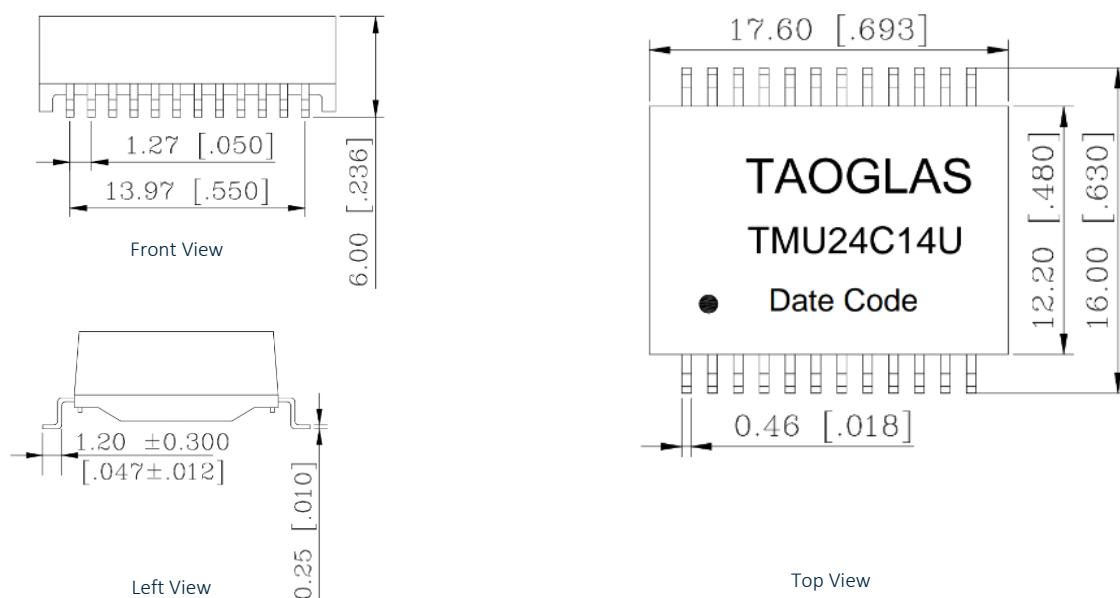 1.27 [.050]
13.97 [.550]
6.00 [.236]
Front View
1.20 ±0.300
[.047±.012]
0.25 [.010]
Left View
17.60 [.693]
TAOGLAS
TMU24C14U
Date Code
12.20 [.480]
16.00 [.630]
0.46 [.018]
Top View